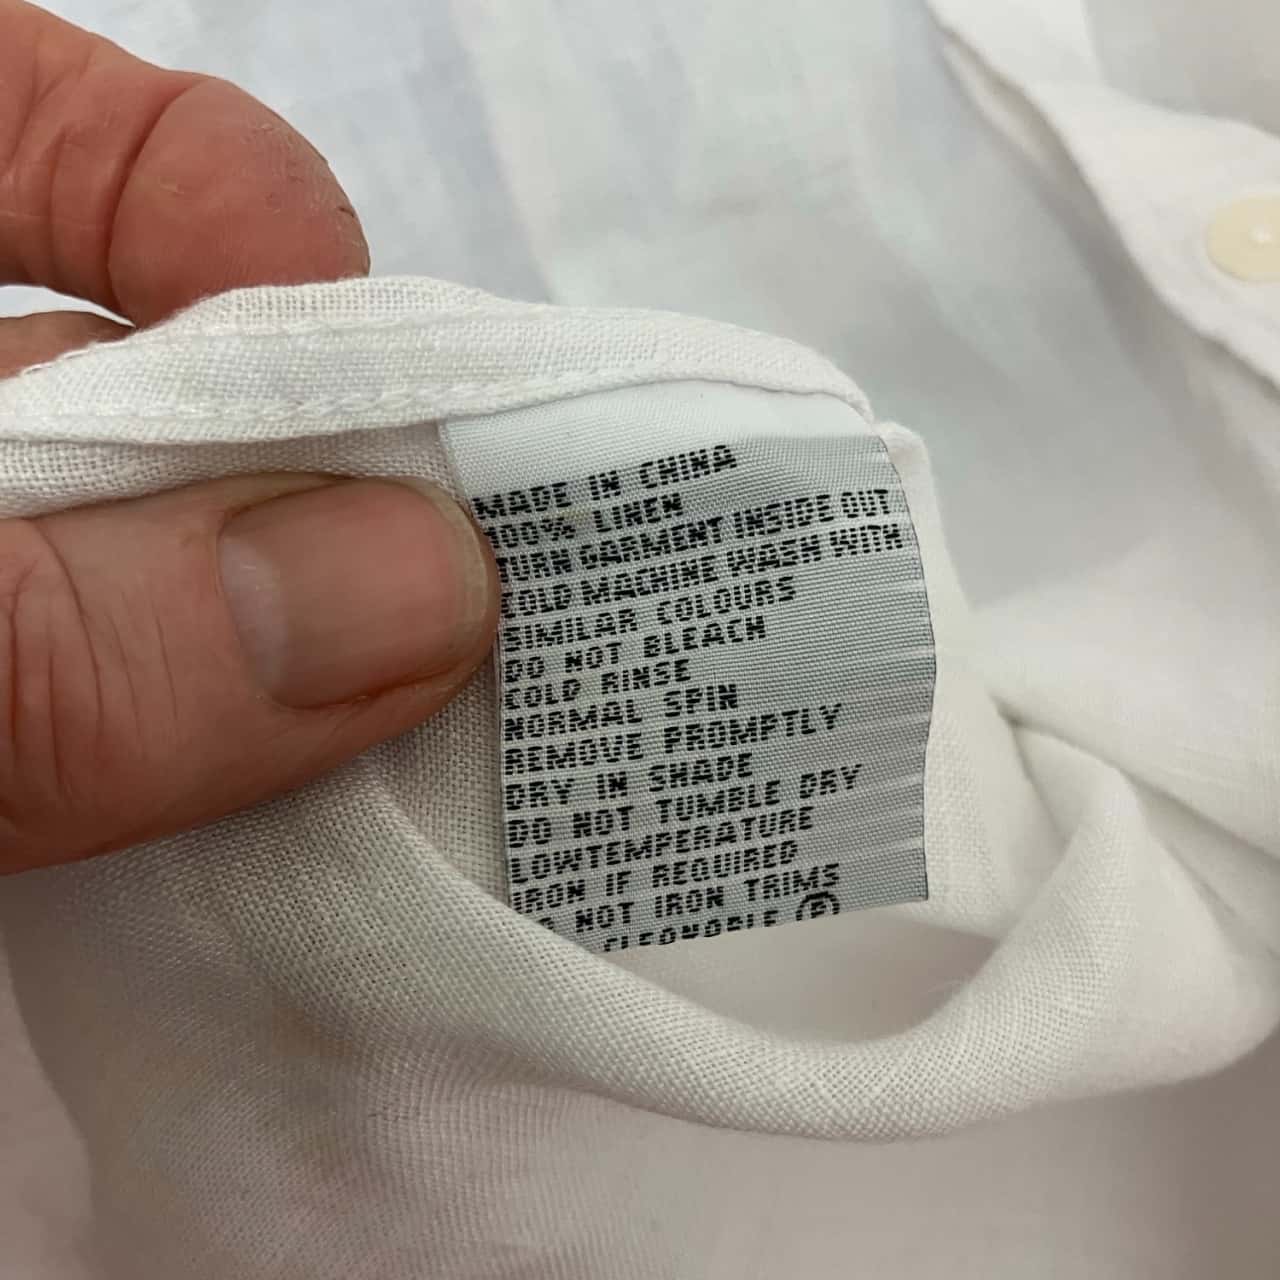 MADE IN CHINA
100% LINEN
TURN GARMENT INSIDE OUT
COLD MACHINE WASH WITH
SIMILAR COLOURS
DO NOT BLEACH
COLD RINSE
NORMAL SPIN
REMOVE PROMPTLY
DRY IN SHADE
DO NOT TUMBLE DRY
LOWTEMPERATURE
IRON IF REQUIRED
NOT IRON TRIMS
(P)